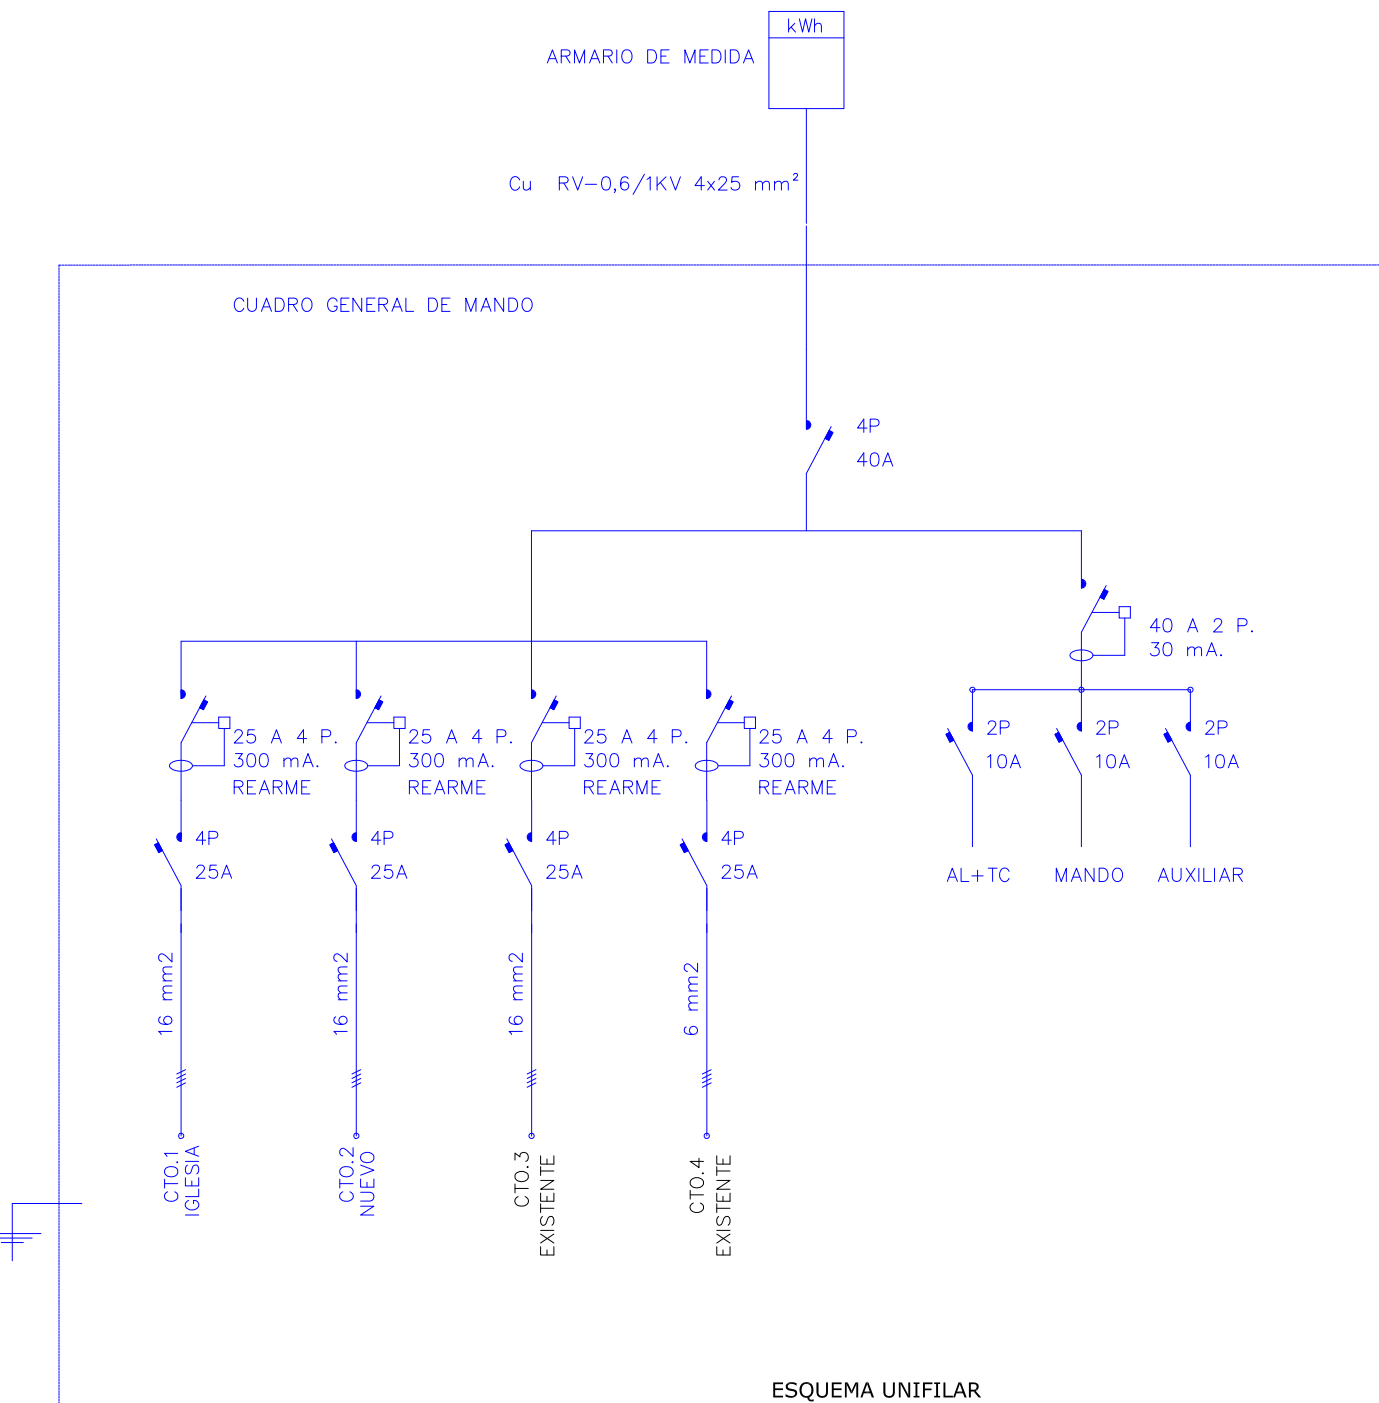 kWh
ARMARIO DE MEDIDA
Cu RV-0,6/1KV 4x25 mm²
CUADRO GENERAL DE MANDO
4P
40A
40 A 2 P.
30 mA.
25 A 4 P.
300 mA.
REARME
25 A 4 P.
300 mA.
REARME
25 A 4 P.
300 mA.
REARME
25 A 4 P.
300 mA.
REARME
2P
10A
2P
10A
2P
10A
4P
25A
4P
25A
4P
25A
4P
25A
AL+TC
MANDO
AUXILIAR
16 mm2
16 mm2
16 mm2
6 mm2
CTO.1
IGLESIA
CTO.2
NUEVO
CTO.3
EXISTENTE
CTO.4
EXISTENTE
ESQUEMA UNIFILAR